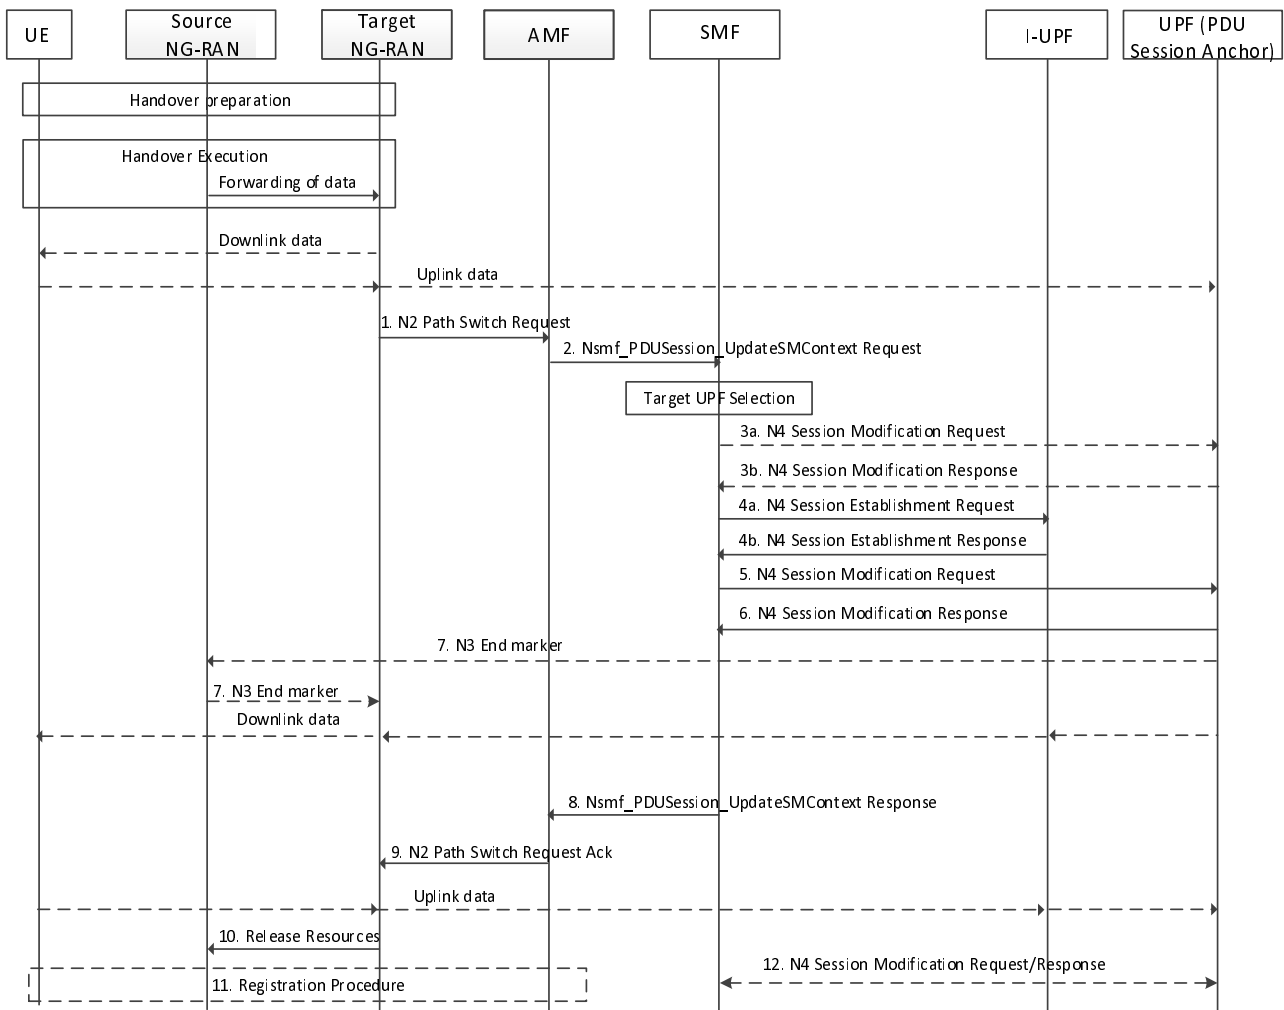 UE
Source
NG-RAN
Target
NG-RAN
AMF
SMF
I-UPF
UPF (PDU
Session Anchor)
Handover preparation
Handover Execution
Forwarding of data
Downlink data
Uplink data
1. N2 Path Switch Request
2. Nsmf_PDUSession_UpdateSMContext Request
Target UPF Selection
3a. N4 Session Modification Request
3b. N4 Session Modification Response
4a. N4 Session Establishment Request
4b. N4 Session Establishment Response
5. N4 Session Modification Request
6. N4 Session Modification Response
7. N3 End marker
7. N3 End marker
Downlink data
8. Nsmf_PDUSession_UpdateSMContext Response
9. N2 Path Switch Request Ack
Uplink data
10. Release Resources
12. N4 Session Modification Request/Response
11. Registration Procedure